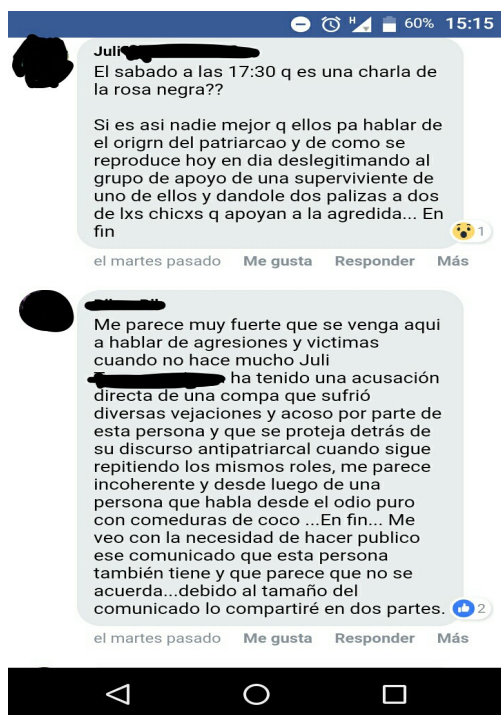 60% 15:15
Juli
El sabado a las 17:30 q es una charla de
la rosa negra??
Si es asi nadie mejor q ellos pa hablar de
el origrn del patriarcao y de como se
reproduce hoy en dia deslegitimando al
grupo de apoyo de una superviviente de
uno de ellos y dandole dos palizas a dos
de lxs chicxs q apoyan a la agredida... En
fin
1
el martes pasado Me gusta Responder Más
Me parece muy fuerte que se venga aqui
a hablar de agresiones y victimas
cuando no hace mucho Juli
ha tenido una acusación
directa de una compa que sufrió
diversas vejaciones y acoso por parte de
esta persona y que se proteja detrás de
su discurso antipatriarcal cuando sigue
repitiendo los mismos roles, me parece
incoherente y desde luego de una
persona que habla desde el odio puro
con comeduras de coco ...En fin... Me
veo con la necesidad de hacer publico
ese comunicado que esta persona
también tiene y que parece que no se
acuerda...debido al tamaño del
comunicado lo compartiré en dos partes.
2
el martes pasado Me gusta Responder Más